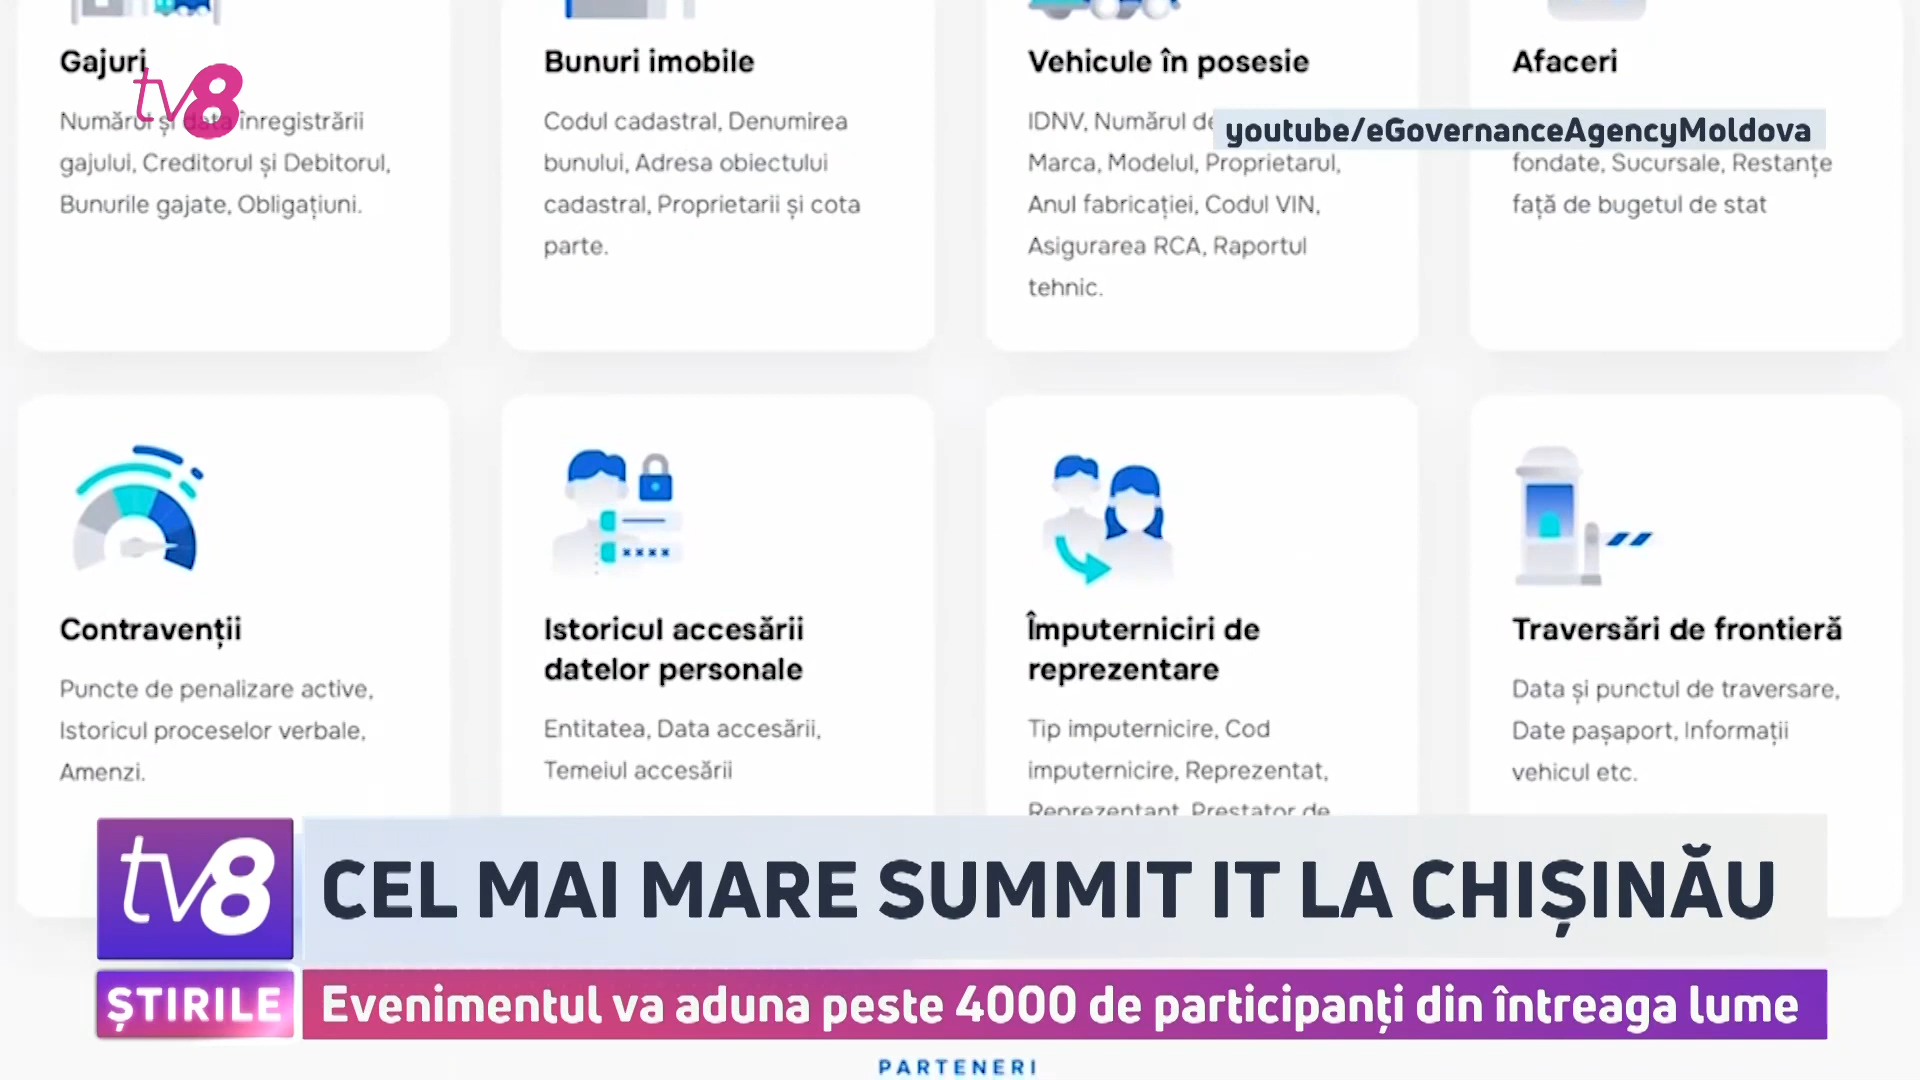 Gajuri
Numărul și data înregistrării
gajului, Creditorul și Debitorul,
Bunurile gajate, Obligațiuni.
tv8
Bunuri imobile
Codul cadastral, Denumirea
bunului, Adresa obiectului
cadastral, Proprietarii și cota
parte.
Vehicule în posesie
IDNV, Numărul de
Marca, Modelul, Proprietarul,
Anul fabricației, Codul VIN,
Asigurarea RCA, Raportul
tehnic.
Afaceri
youtube/eGovernanceAgencyMoldova
fondate, Sucursale, Restanțe
față de bugetul de stat
Contravenții
Puncte de penalizare active,
Istoricul proceselor verbale,
Amenzi.
Istoricul accesării
datelor personale
Entitatea, Data accesării,
Temeiul accesării
Împuterniciri de
reprezentare
Tip imputernicire, Cod
imputernicire, Reprezentat,
Reprezentant, Prestator de
Traversări de frontieră
Data și punctul de traversare,
Date pașaport, Informații
vehicul etc.
tv8
CEL MAI MARE SUMMIT IT LA CHIȘINĂU
ȘTIRILE
Evenimentul va aduna peste 4000 de participanți din întreaga lume
PARTENERI